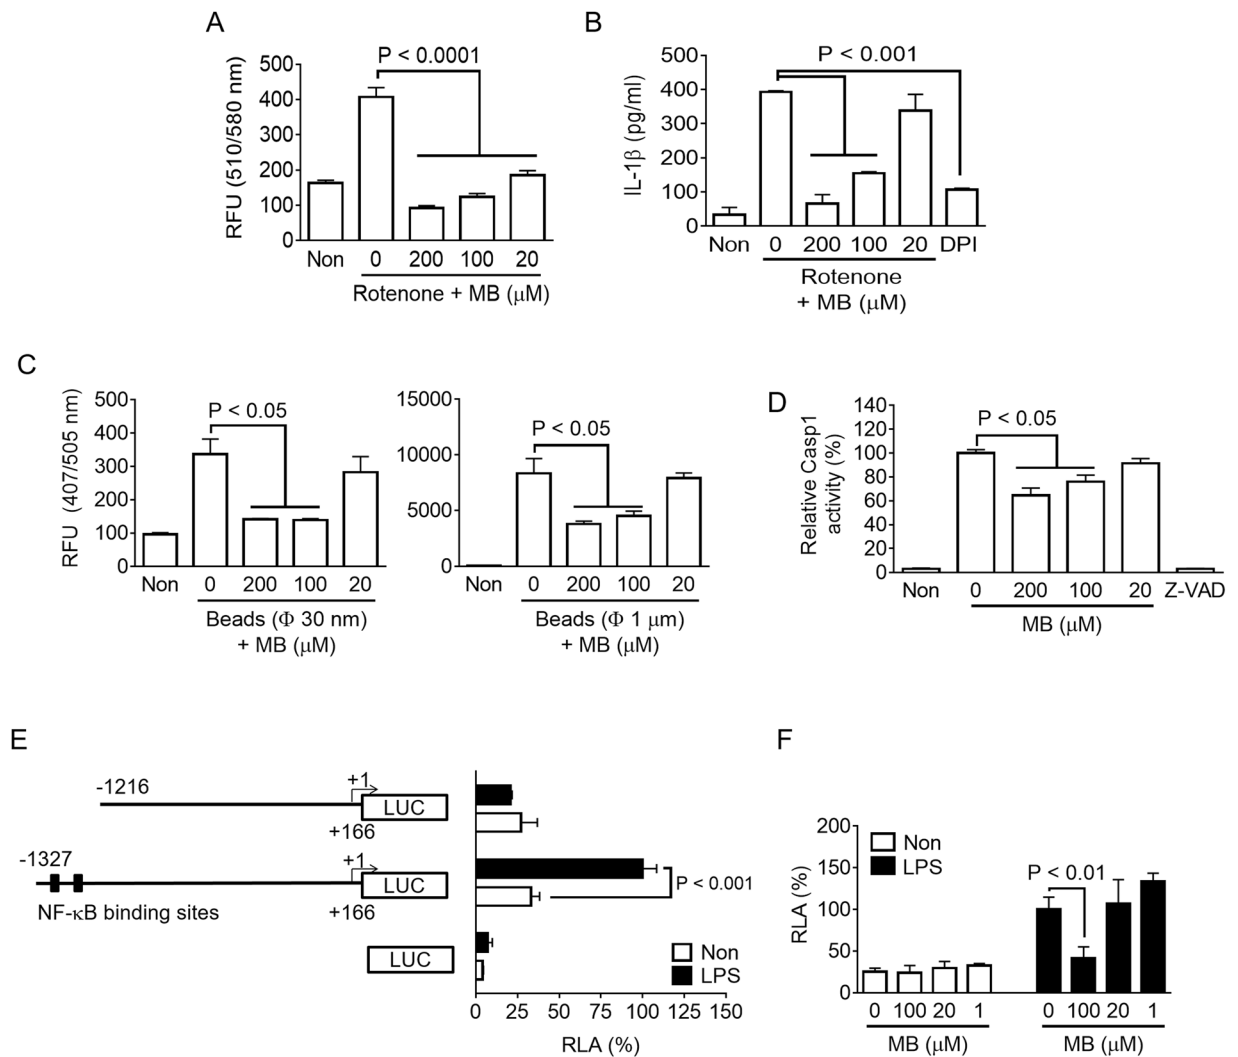 A
P < 0.0001
RFU (510/580 nm)
500
400
300
200
100
0
Non
0
200
100
20
Rotenone + MB (μM)
B
P < 0.001
IL-1β (pg/ml)
500
400
300
200
100
0
Non
0
200
100
20
DPI
Rotenone
+ MB (μM)
C
P < 0.05
RFU (407/505 nm)
500
400
300
200
100
0
Non
0
200
100
20
Beads (Φ 30 nm)
+ MB (μM)
P < 0.05
15000
10000
5000
0
Non
0
200
100
20
Beads (Φ 1 μm)
+ MB (μM)
D
P < 0.05
Relative Casp1
activity (%)
140
120
100
80
60
40
20
0
Non
0
200
100
20
Z-VAD
MB (μM)
E
-1216
+1
LUC
+166
-1327
+1
LUC
+166
NF-κB binding sites
LUC
P < 0.001
Non
LPS
0
25
50
75
100
125
150
RLA (%)
F
RLA (%)
200
150
100
50
0
Non
LPS
P < 0.01
0
100
20
1
MB (μM)
0
100
20
1
MB (μM)